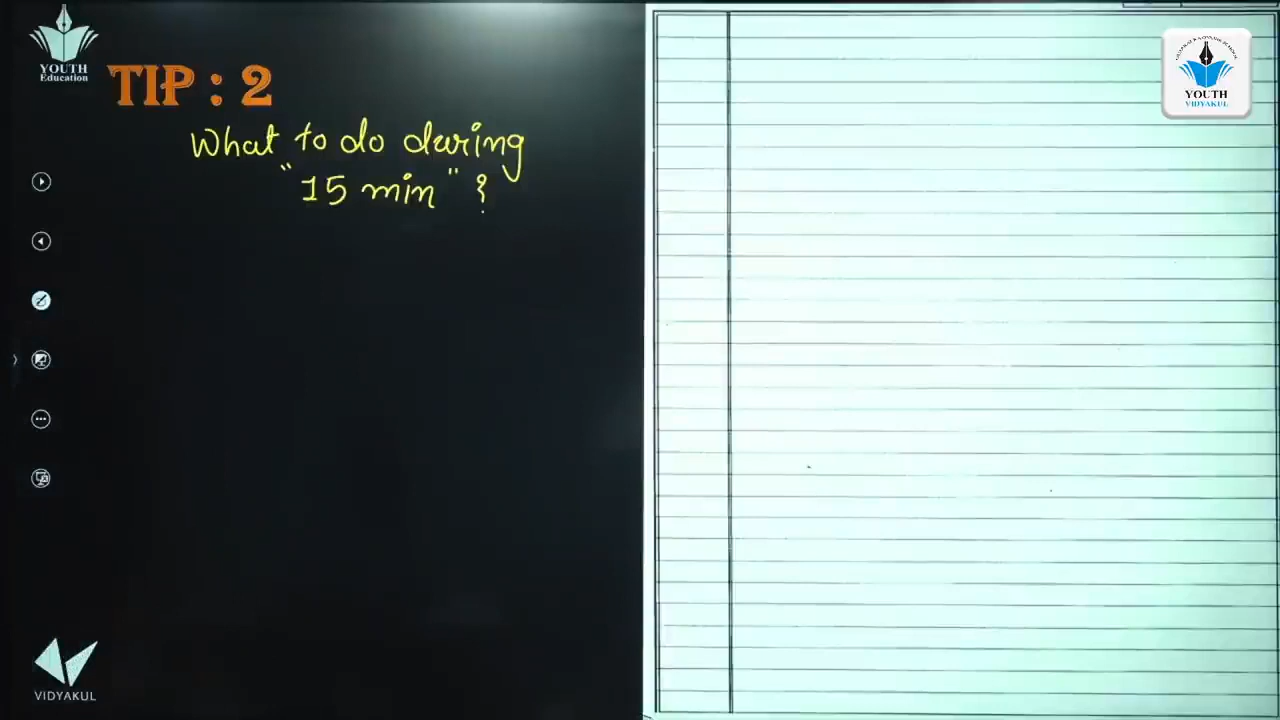 YOUTH
Education
TIP : 2
What to do during
"15 min" ?
YOUTH
VIDYAKUL
VIDYAKUL